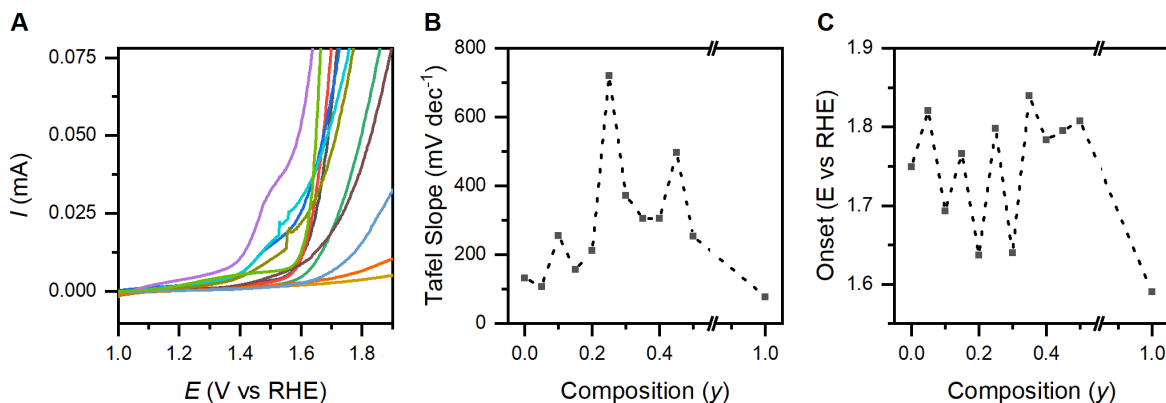 A
0.075
0.050
0.025
0.000
I (mA)
1.0
1.2
1.4
1.6
1.8
E (V vs RHE)
B
800
600
400
200
0
Tafel Slope (mV dec⁻¹)
0.0
0.2
0.4
1.0
Composition (y)
C
1.9
1.8
1.7
1.6
Onset (E vs RHE)
0.0
0.2
0.4
1.0
Composition (y)